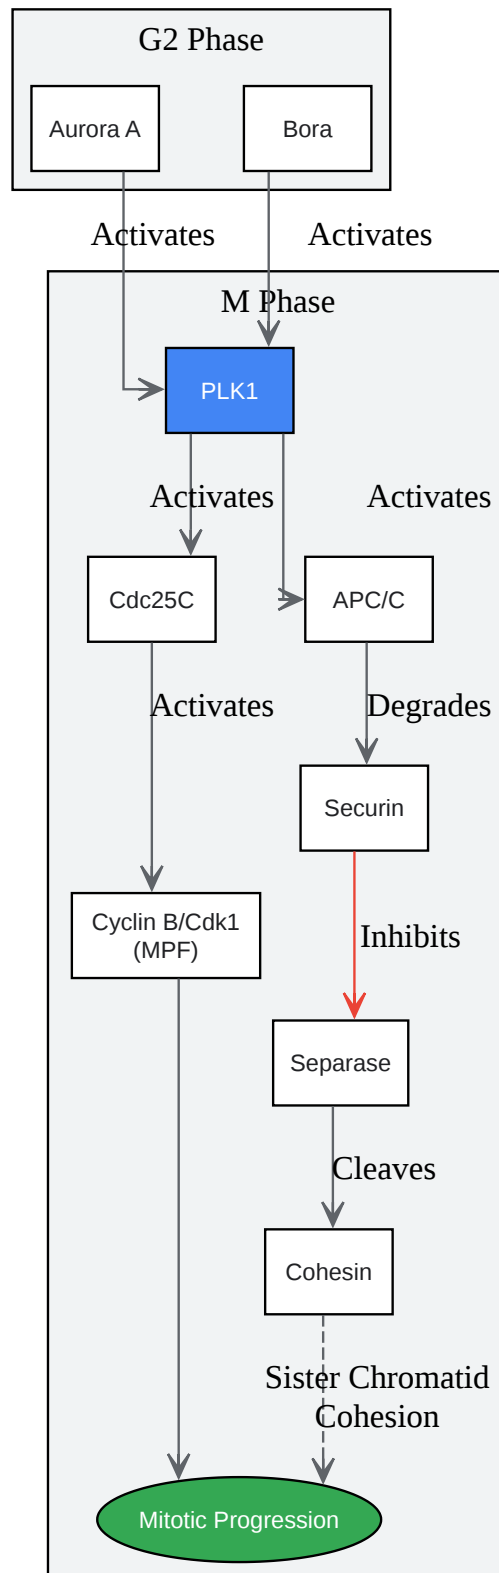 G2 Phase
Aurora A
Bora
Activates
Activates
M Phase
PLK1
Activates
Activates
Cdc25C
APC/C
Activates
Degrades
Securin
Cyclin B/Cdk1
(MPF)
Inhibits
Separase
Cleaves
Cohesin
Sister Chromatid
Cohesion
Mitotic Progression